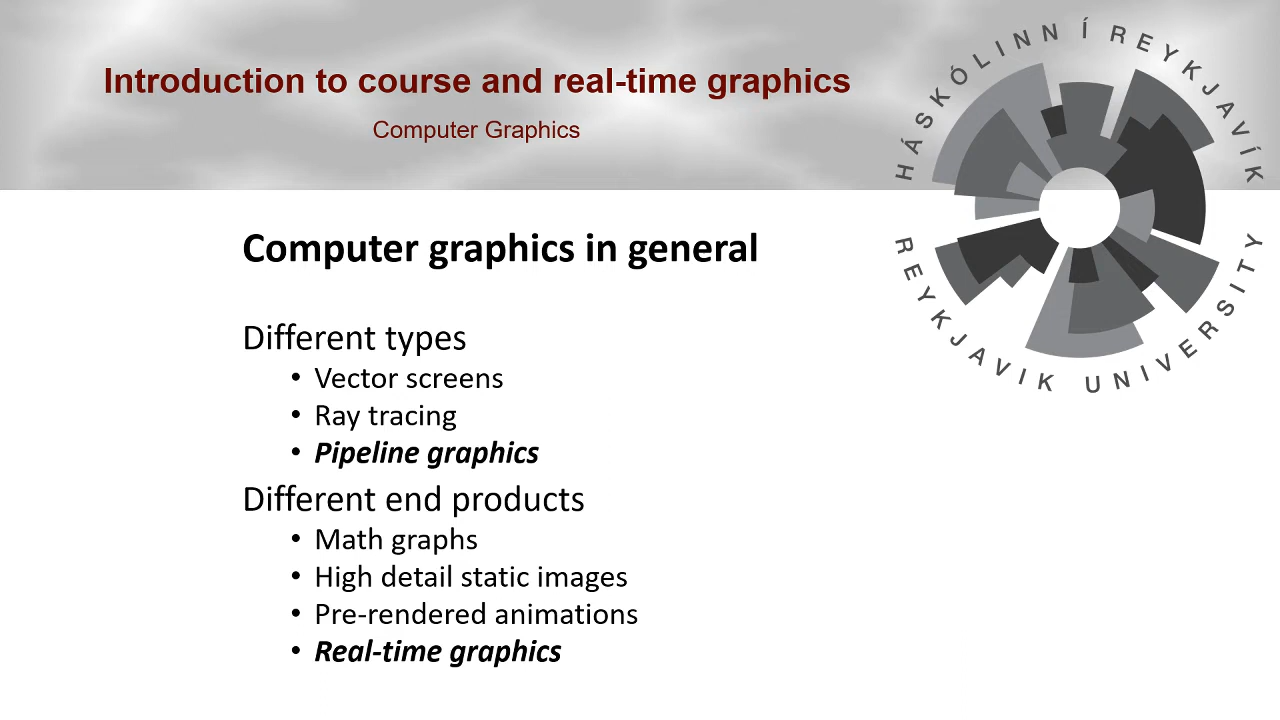 Introduction to course and real-time graphics
Computer Graphics
HÁSKÓLINN Í REYKJAVÍK
REYKJAVIK UNIVERSITY
Computer graphics in general
Different types
• Vector screens
• Ray tracing
• Pipeline graphics
Different end products
• Math graphs
• High detail static images
• Pre-rendered animations
• Real-time graphics